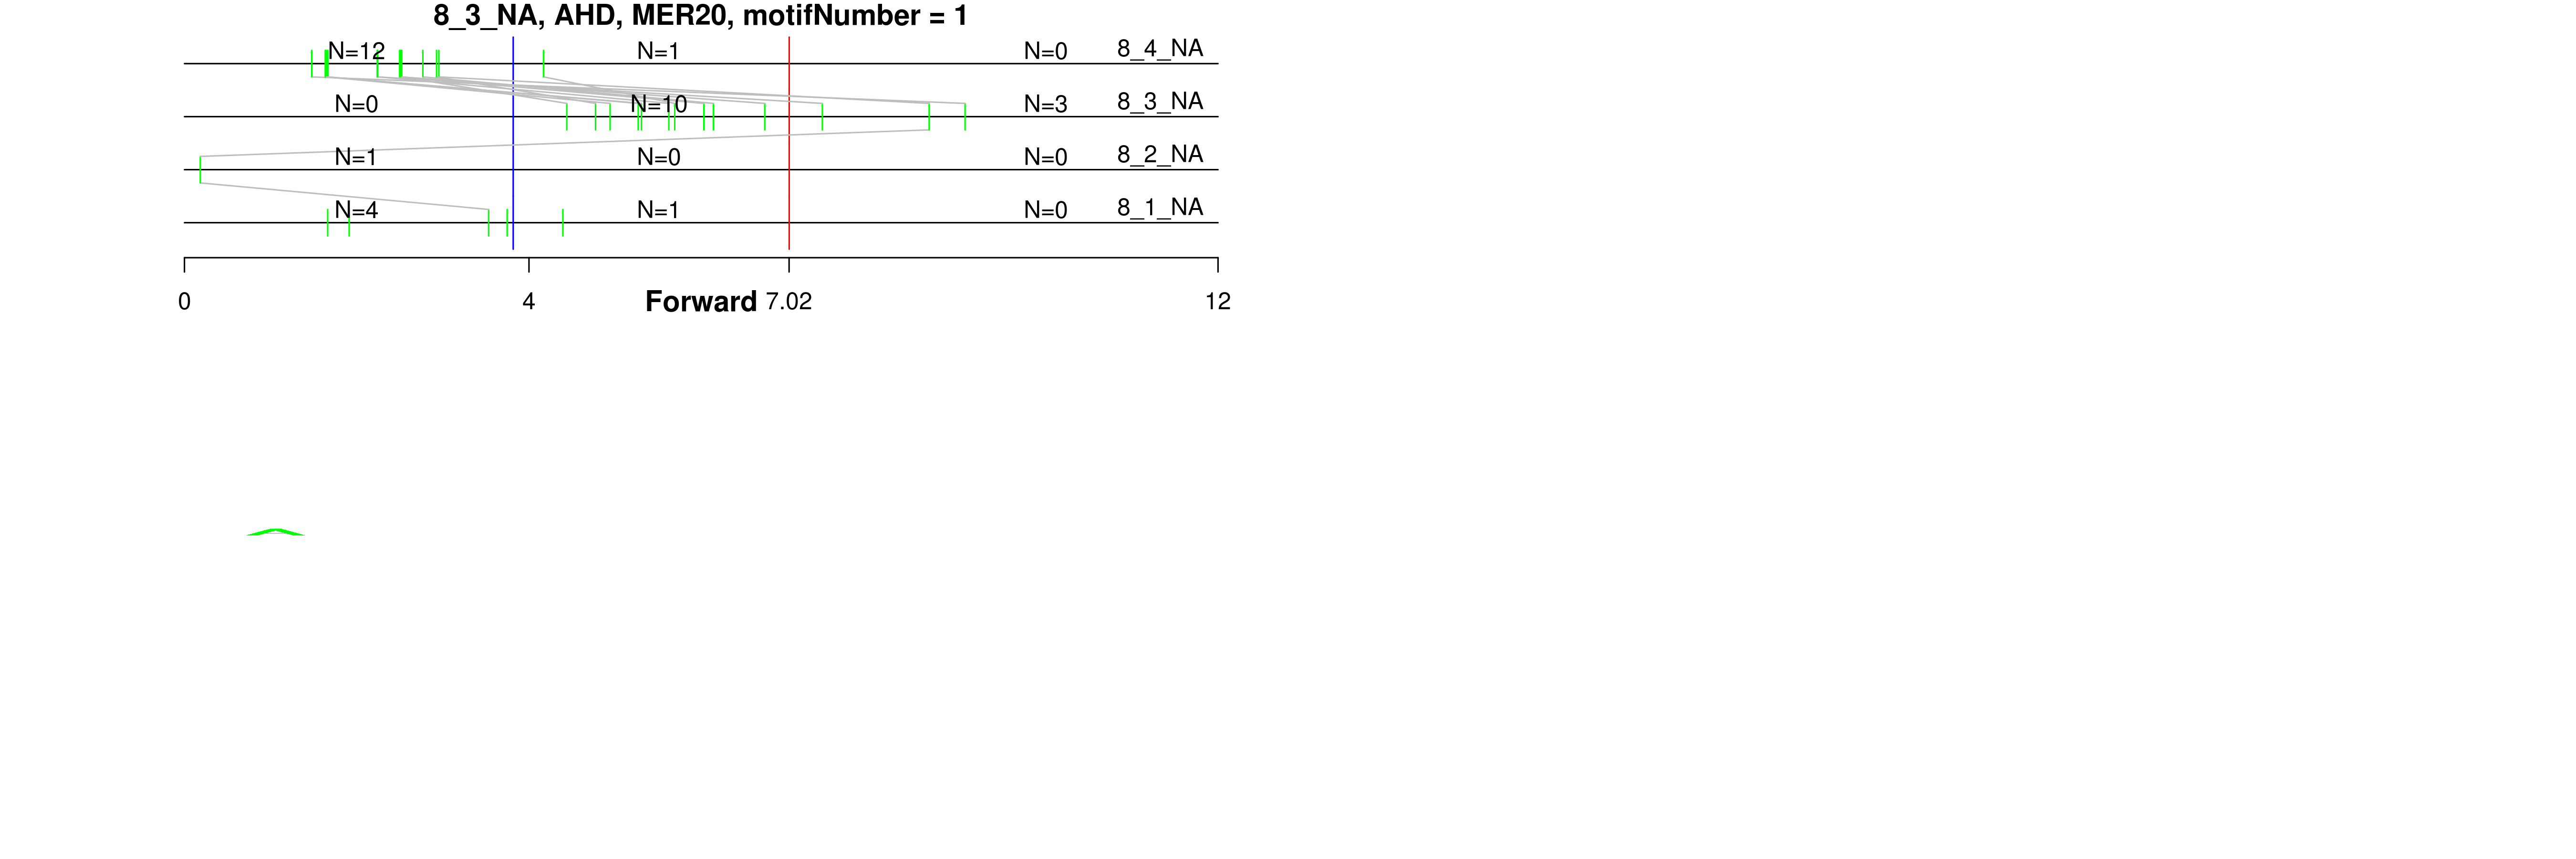 8_3_NA, AHD, MER20, motifNumber = 1
N=12 N=1 N=0 8_4_NA
N=0 N=10 N=3 8_3_NA
N=1 N=0 N=0 8_2_NA
N=4 N=1 N=0 8_1_NA
0 4 Forward 7.02 12